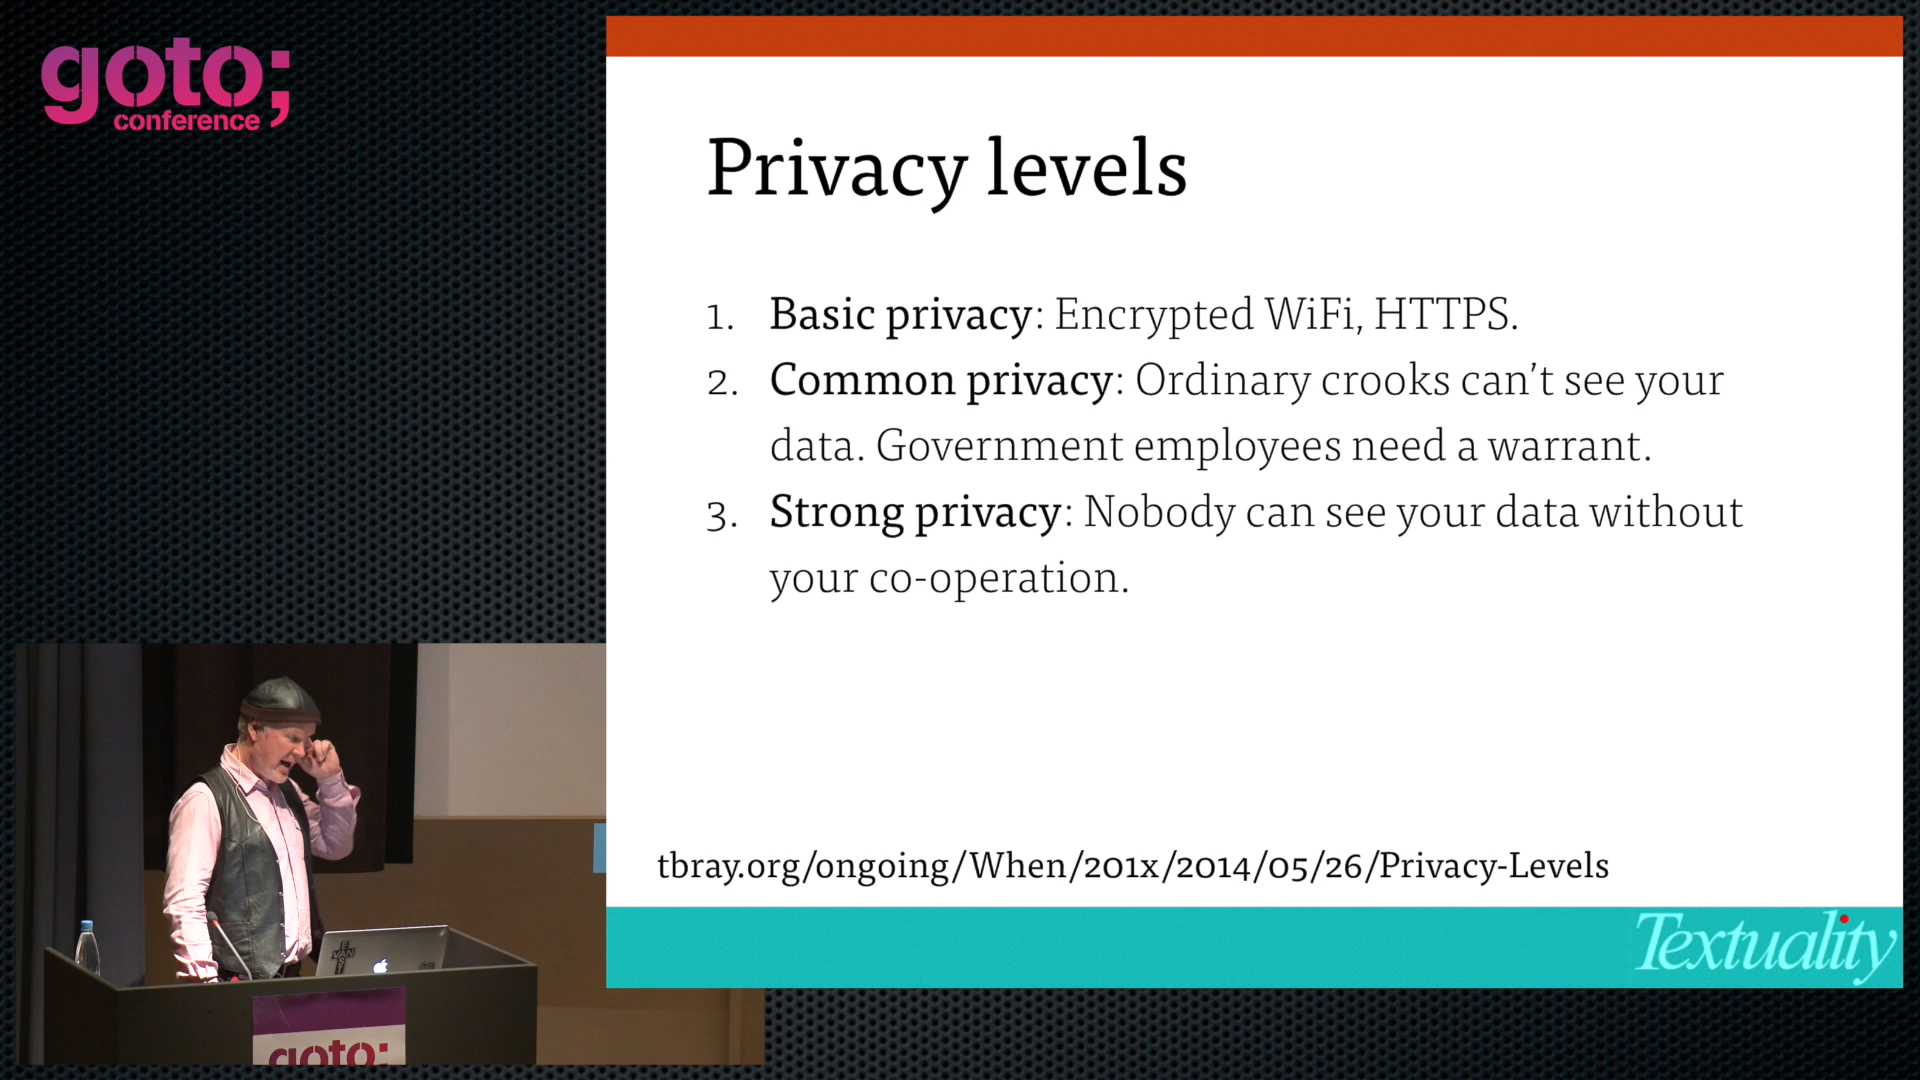 goto;
conference
Privacy levels
1. Basic privacy: Encrypted WiFi, HTTPS.
2. Common privacy: Ordinary crooks can’t see your
data. Government employees need a warrant.
3. Strong privacy: Nobody can see your data without
your co-operation.
tbray.org/ongoing/When/201x/2014/05/26/Privacy-Levels
Textuality
goto;